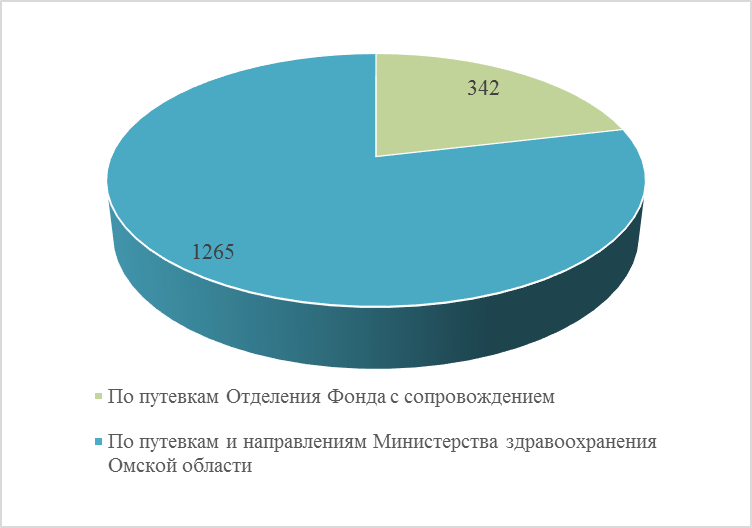 342
1265
По путевкам Отделения Фонда с сопровождением
По путевкам и направлениям Министерства здравоохранения
Омской области